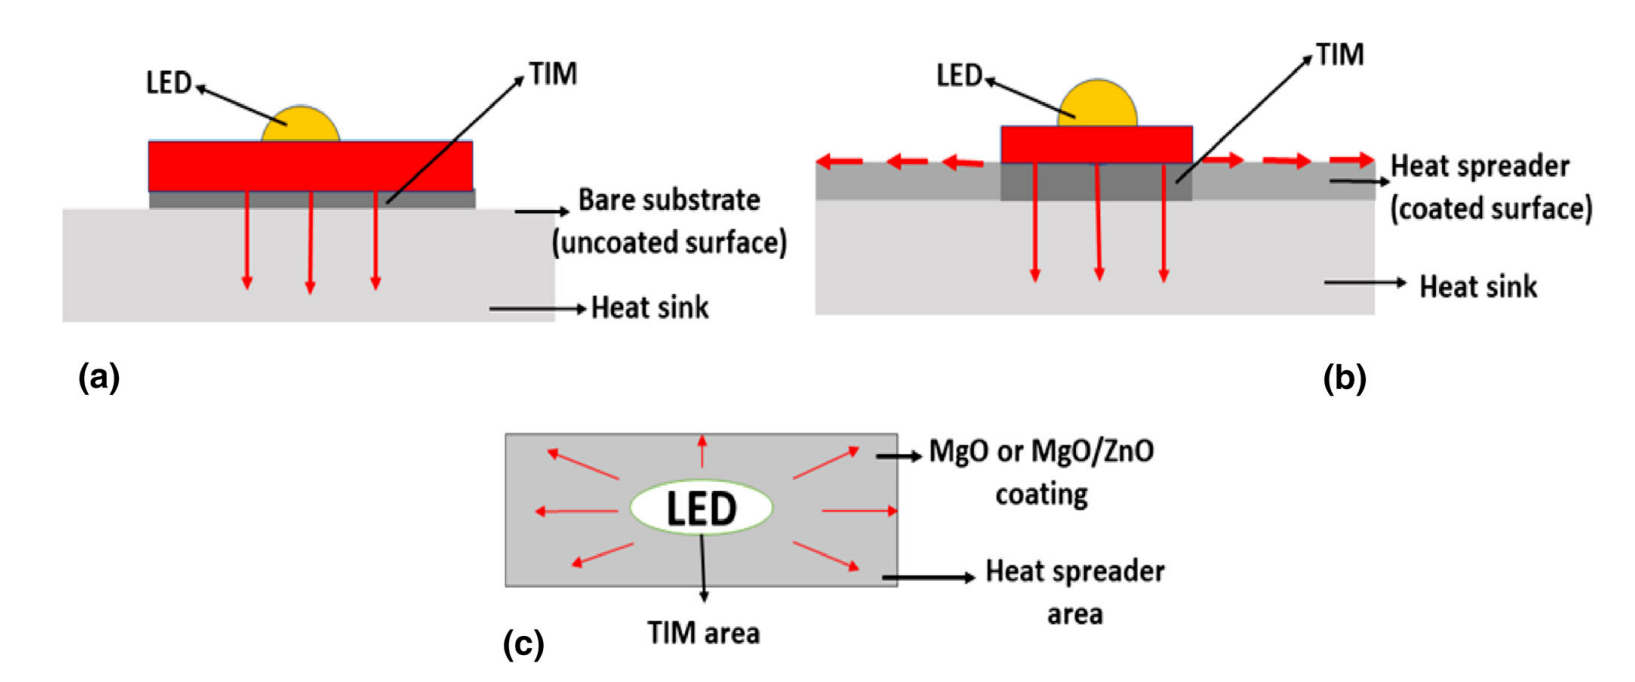 LED
TIM
Bare substrate
(uncoated surface)
Heat sink
(a)
LED
TIM
Heat spreader
(coated surface)
Heat sink
(b)
LED
MgO or MgO/ZnO
coating
Heat spreader
area
TIM area
(c)